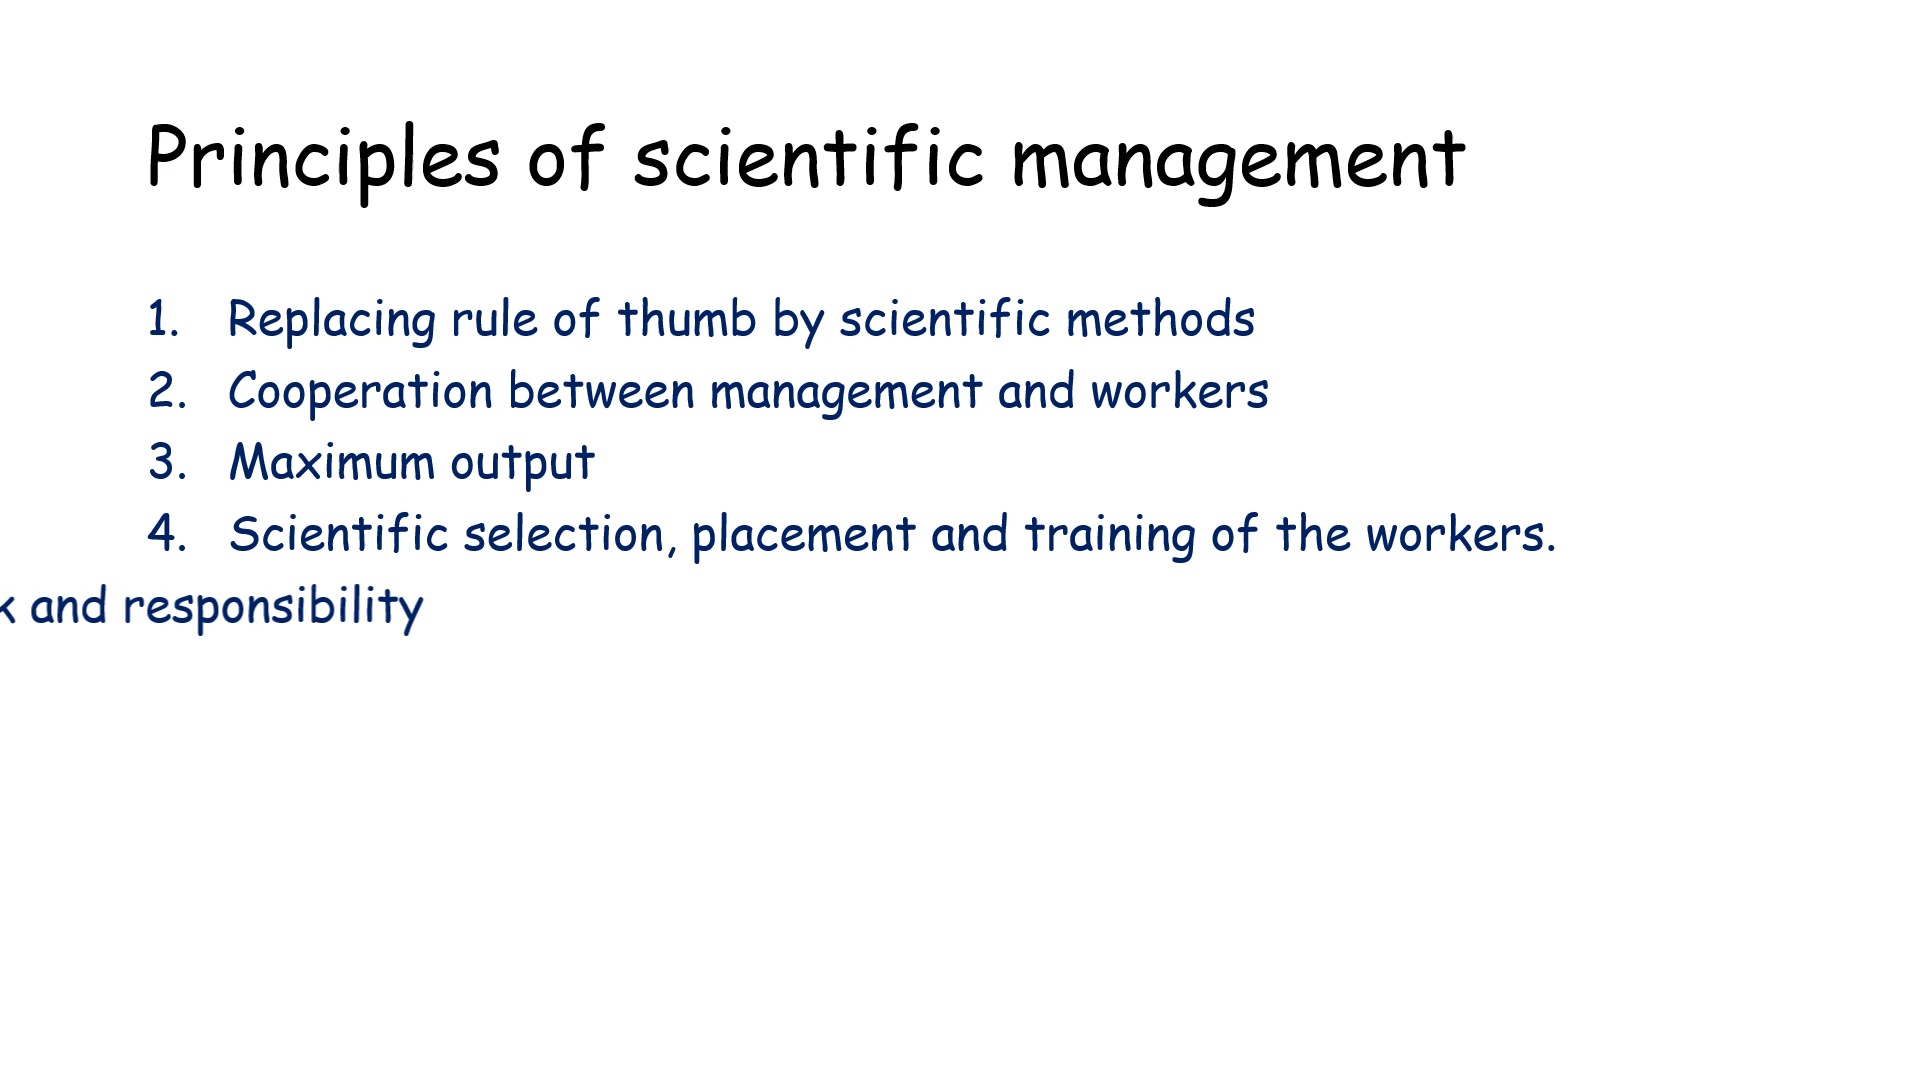 Principles of scientific management
1. Replacing rule of thumb by scientific methods
2. Cooperation between management and workers
3. Maximum output
4. Scientific selection, placement and training of the workers.
and responsibility